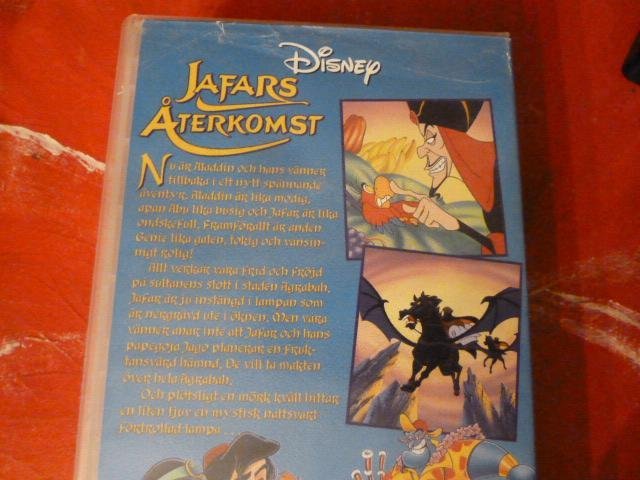 DISNEY
JAFARS
ÅTERKOMST
Nu är Aladdin och hans vänner
tillbaka i ett nytt spännande
äventyr. Aladdin är lika modig,
apan Abu lika busig och Jafar är lika
ondskefull. Framförallt är anden
Genie lika galen, tokig och vansin-
nigt rolig!
Allt verkar vara frid och fröjd
på sultanens slott i staden Agrabah.
Jafar är ju instängd i lampan som
är nergrävd ute i öknen. Men våra
vänner anar inte att Jafar och hans
papegoja Jago planerar en fruk-
tansvärd hämnd. De vill ta makten
över hela Agrabah.
Och plötsligt en mörk kväll hittar
en liten tjuv en mystisk nattsvart
förtrollad lampa . . .